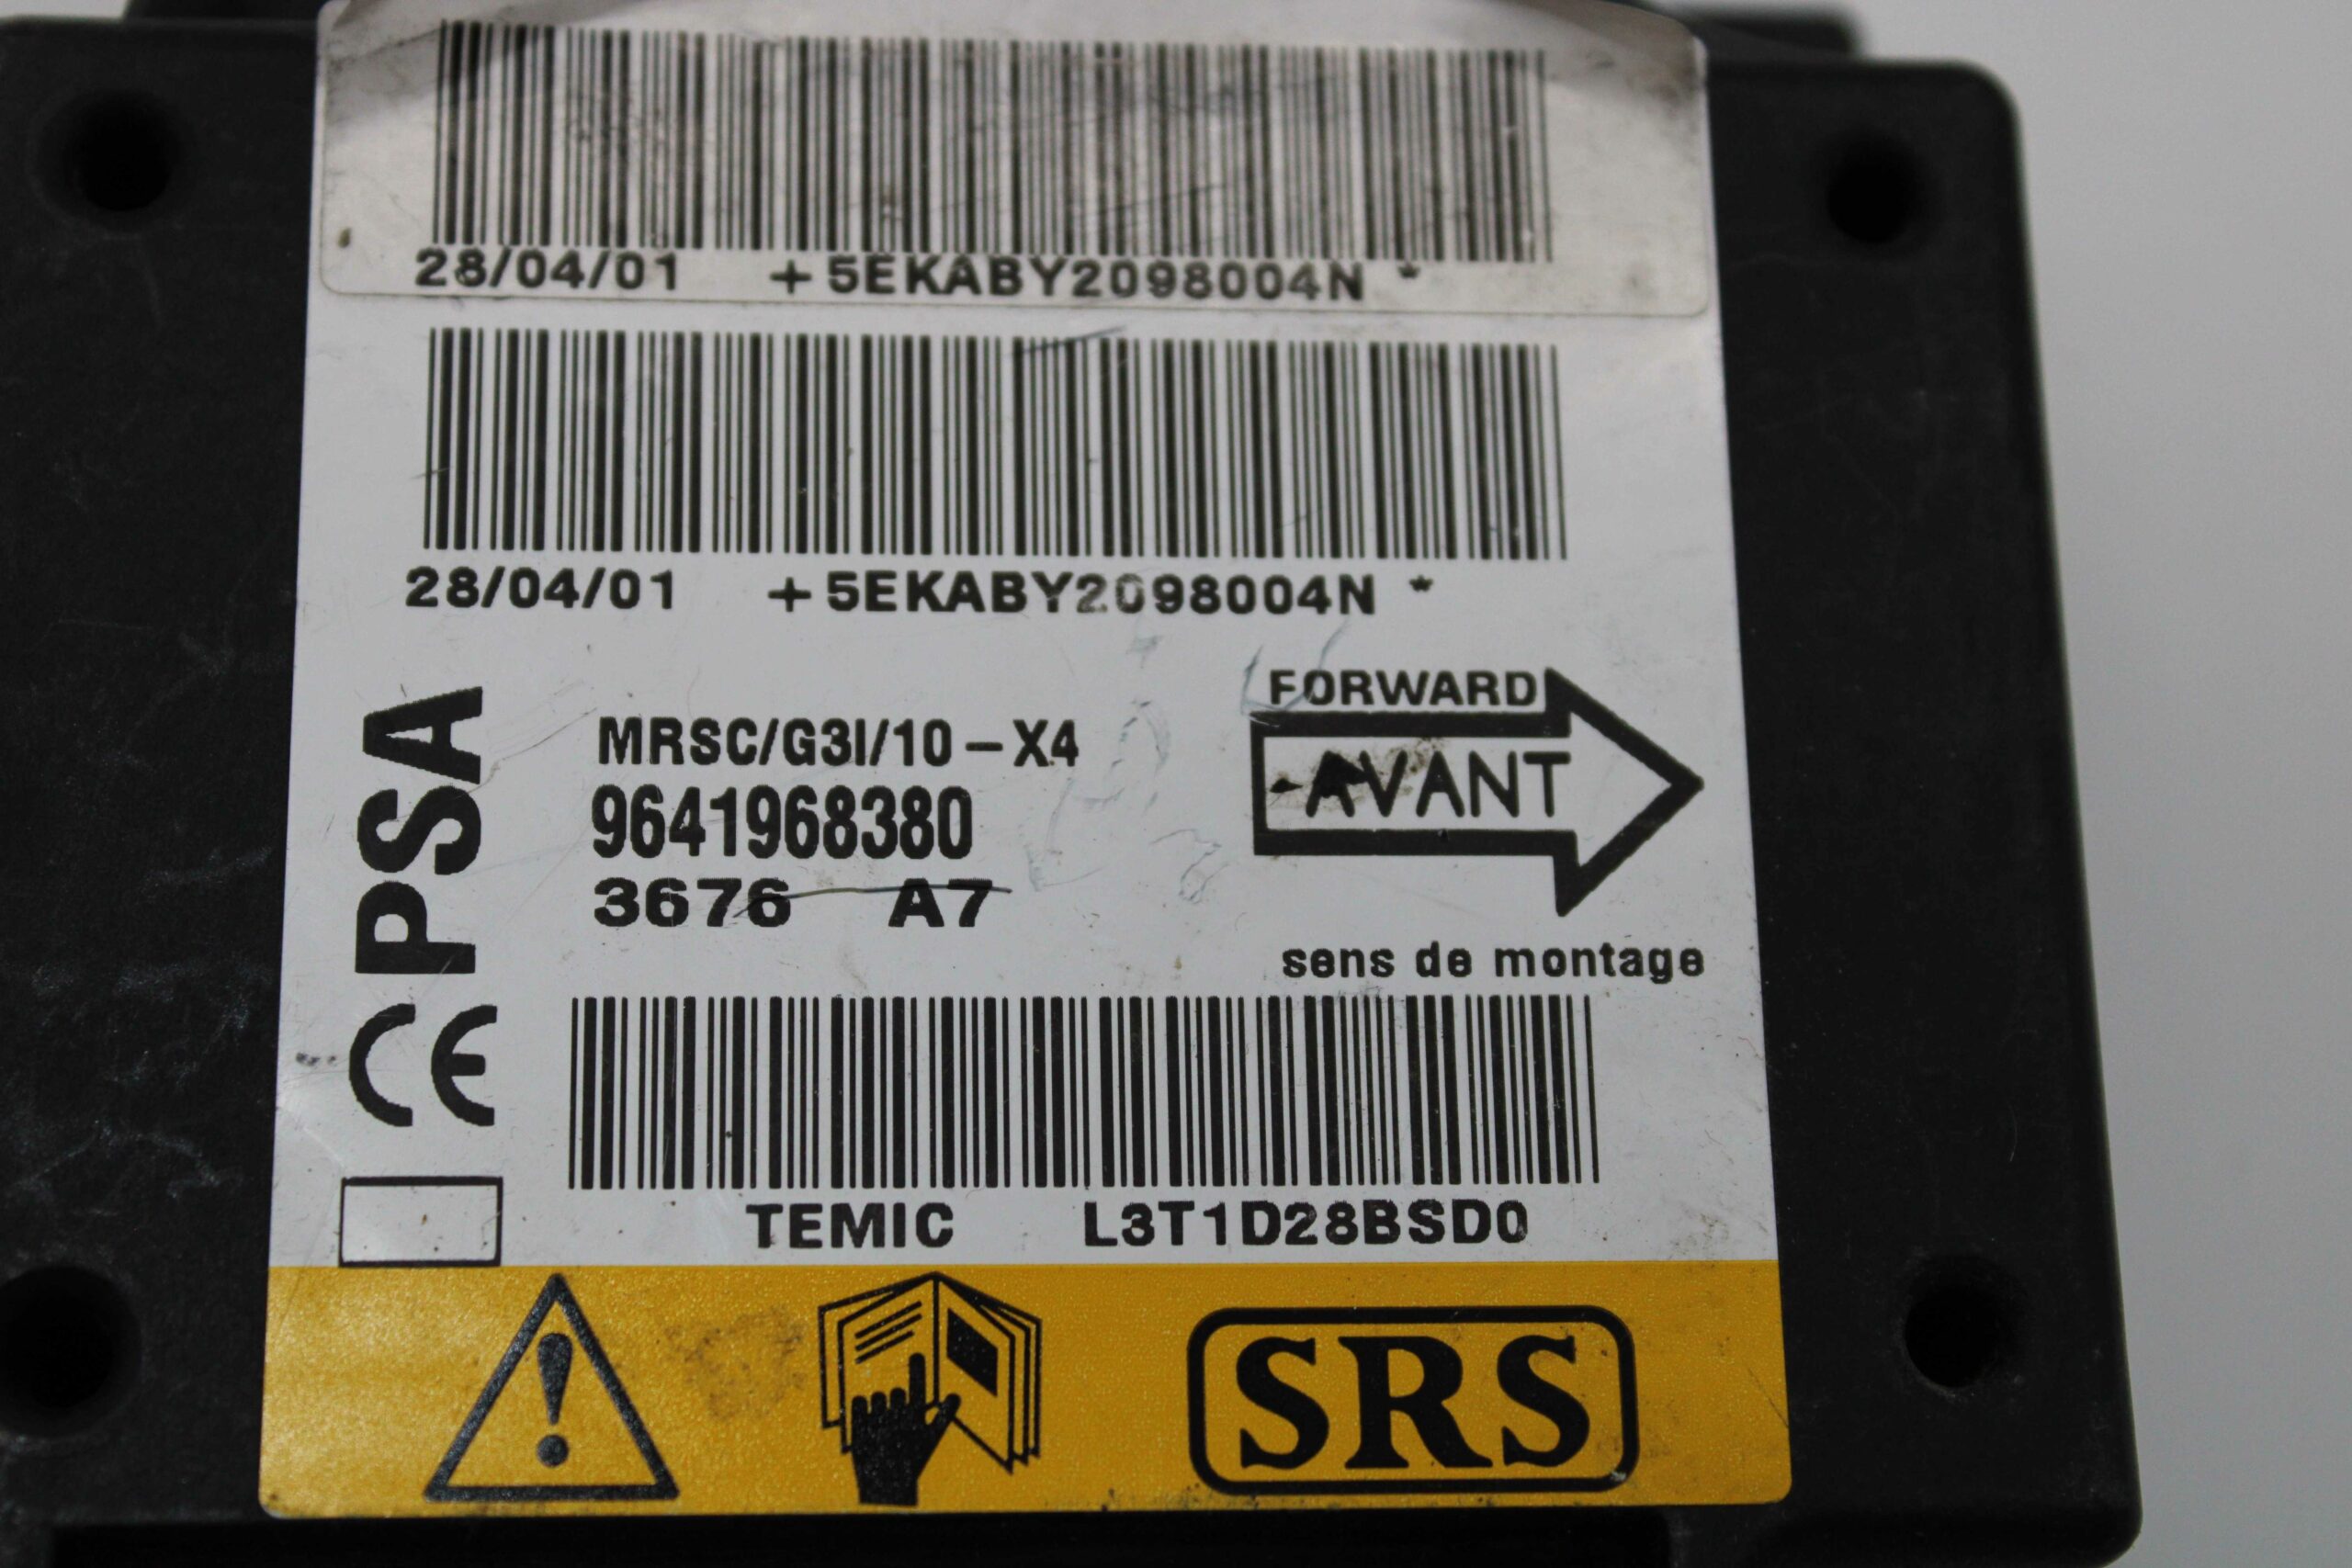 28/04/01 +5EKABY2098004N *
28/04/01 +5EKABY2098004N *
PSA
CE
MRSC/G3I/10-X4
9641968380
3676 A7
FORWARD
AVANT
sens de montage
TEMIC L3T1D28BSD0
SRS